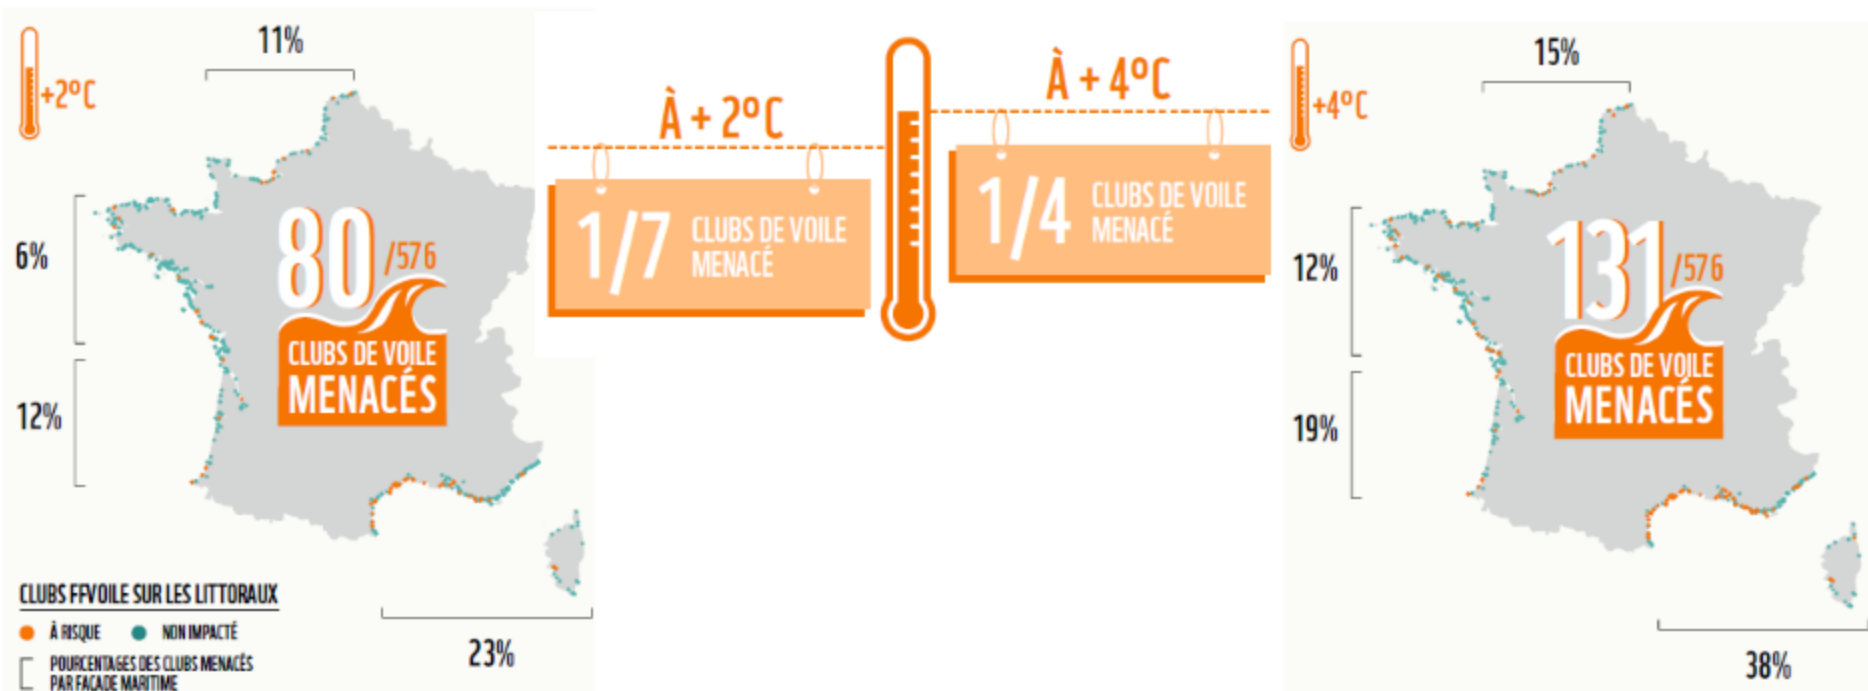 11%
+2°C
6%
80 /576
CLUBS DE VOILE
MENACÉS
12%
CLUBS FFVOILE SUR LES LITTORAUX
À RISQUE
NON IMPACTÉ
POURCENTAGES DES CLUBS MENACÉS
PAR FAÇADE MARITIME
23%
À + 2°C
1/7 CLUBS DE VOILE
MENACÉ
À + 4°C
1/4 CLUBS DE VOILE
MENACÉ
15%
+4°C
12%
131 /576
CLUBS DE VOILE
MENACÉS
19%
38%